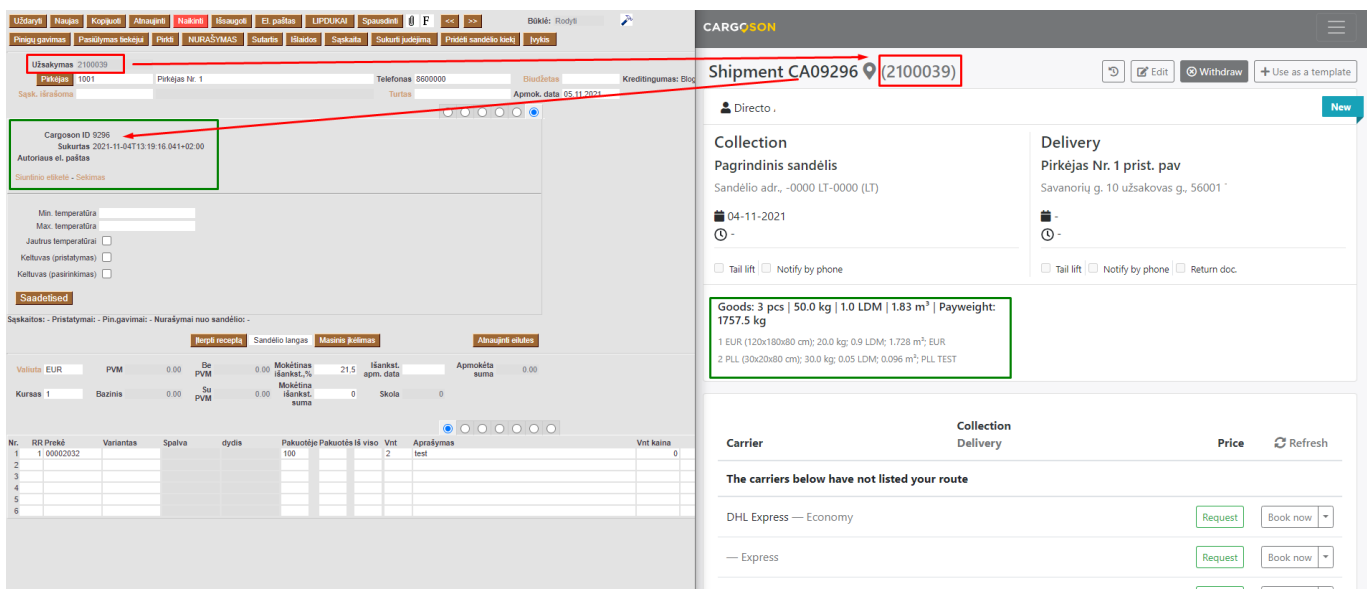 Uždaryti Naujas Kopijuoti Atnaujinti Naikinti Išsaugoti El. paštas LIPDUKAI Spausdinti F << >> Būklė: Rodyti
Pinigų gavimas Pasiūlymas tiekėjui Pirkti NURAŠYMAS Sutartis Išlaidos Sąskaita Sukurti judėjimą Pridėti sandėlio kiekį Įvykis
Užsakymas 2100039
Pirkėjas 1001 Pirkėjas Nr. 1 Telefonas 8600000 Biudžetas Kreditingumas: Blog
Sąsk. išrašoma Turtas Apmok. data 05.11.2021
Cargoson ID 9296
Sukurtas 2021-11-04T13:19:16.041+02:00
Autoriaus el. paštas
Siuntinio etiketė - Sekimas
Min. temperatūra
Max. temperatūra
Jautrus temperatūrai
Keltuvas (pristatymas)
Keltuvas (pasirinkimas)
Saadetised
Sąskaitos: - Pristatymai: - Pin.gavimai: - Nurašymai nuo sandėlio: -
Įterpti receptą Sandėlio langas Masinis įkėlimas Atnaujinti eilutes
Valiuta EUR PVM 0.00 Be PVM 0.00 Mokėtinas išankst.,% 21,5 Išankst. apm. data Apmokėta suma 0.00
Kursas 1 Bazinis 0.00 Su PVM 0.00 Mokėtina išankst. suma 0 Skola 0
Nr. RR Prekė Variantas Spalva dydis Pakuotėje Pakuotės Iš viso Vnt Aprašymas Vnt kaina
1 1 00002032 100 2 test 0
2
3
4
5
6
CARGOSON
Shipment CA09296 (2100039) Edit Withdraw + Use as a template
Directo .
New
Collection
Pagrindinis sandėlis
Sandėlio adr., -0000 LT-0000 (LT)
04-11-2021
-
Tail lift Notify by phone
Delivery
Pirkėjas Nr. 1 prist. pav
Savanorių g. 10 užsakovas g., 56001
-
-
Tail lift Notify by phone Return doc.
Goods: 3 pcs | 50.0 kg | 1.0 LDM | 1.83 m³ | Payweight:
1757.5 kg
1 EUR (120x180x80 cm); 20.0 kg; 0.9 LDM; 1.728 m³; EUR
2 PLL (30x20x80 cm); 30.0 kg; 0.05 LDM; 0.096 m³; PLL TEST
Carrier Collection Delivery Price Refresh
The carriers below have not listed your route
DHL Express — Economy Request Book now
— Express Request Book now